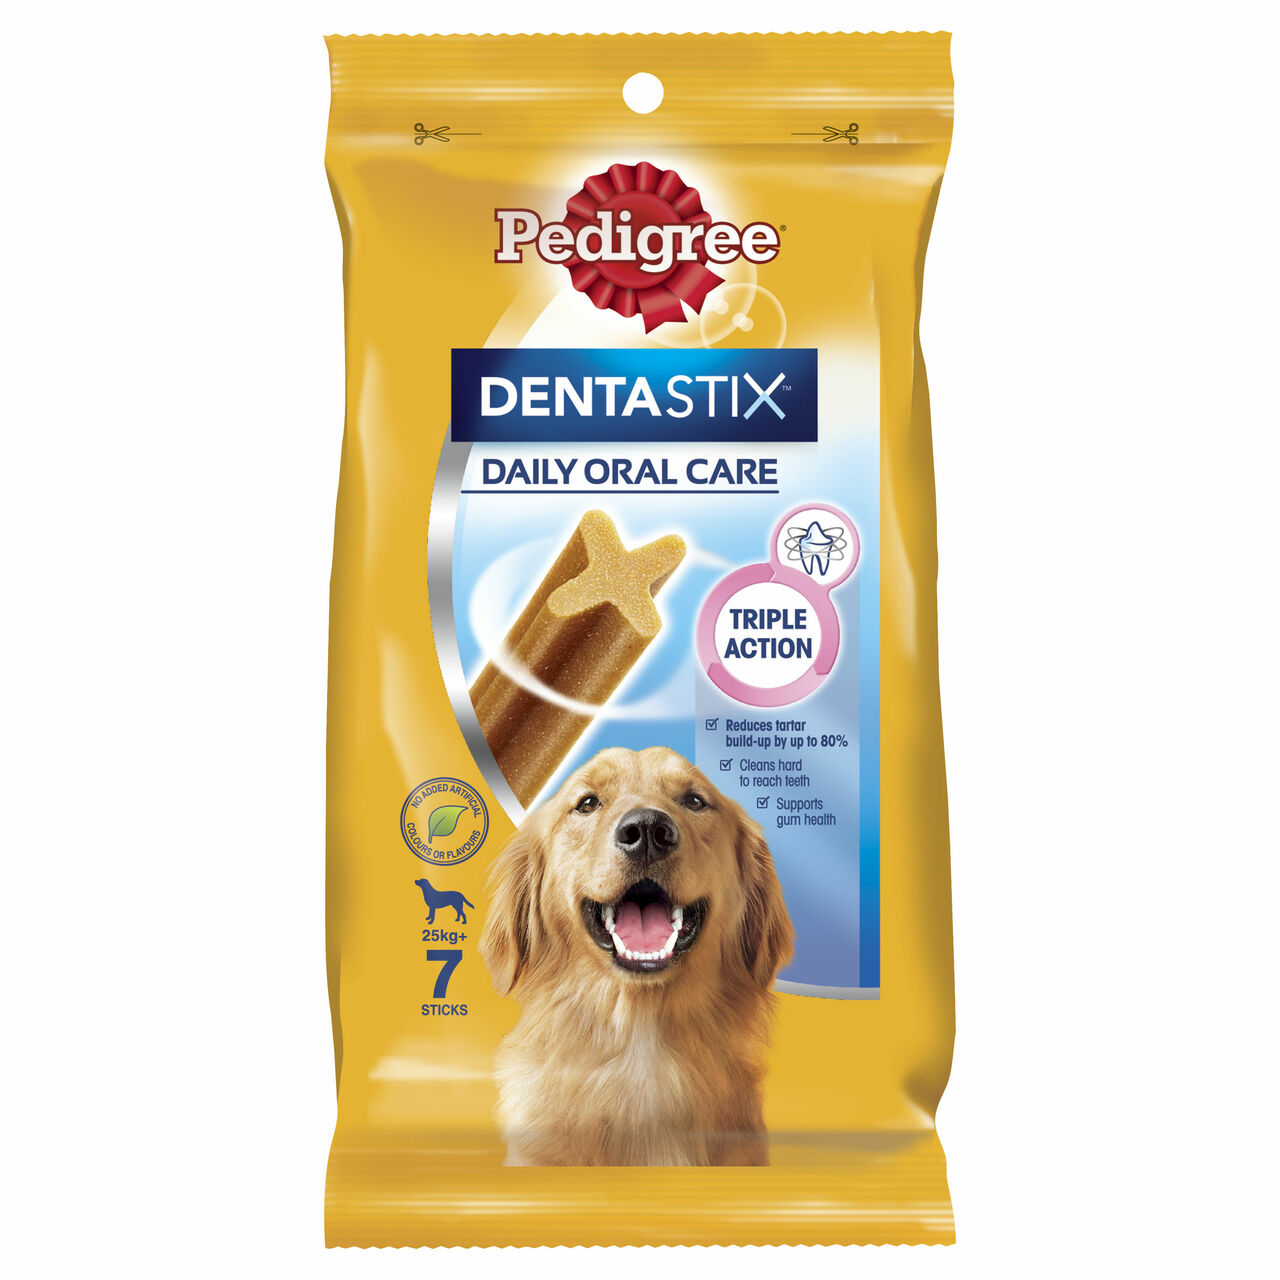 Pedigree®
DENTASTIX™
DAILY ORAL CARE
TRIPLE
ACTION
Reduces tartar
build-up by up to 80%
Cleans hard
to reach teeth
Supports
gum health
NO ADDED ARTIFICIAL
COLOURS OR FLAVOURS
25kg+
7
STICKS